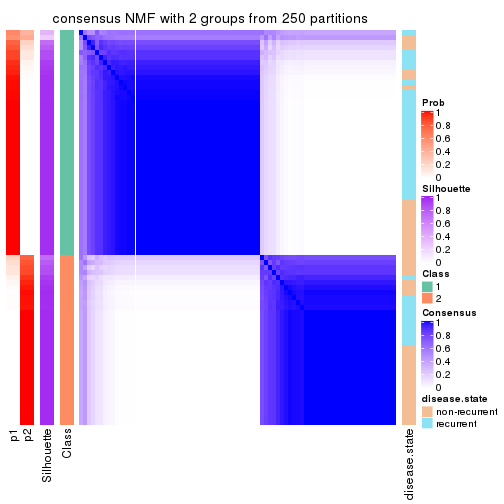 consensus NMF with 2 groups from 250 partitions
Prob
1
0.8
0.6
0.4
0.2
0
Silhouette
1
0.8
0.6
0.4
0.2
0
Class
1
2
Consensus
1
0.8
0.6
0.4
0.2
0
disease.state
non-recurrent
recurrent
p1
p2
Silhouette
Class
disease.state